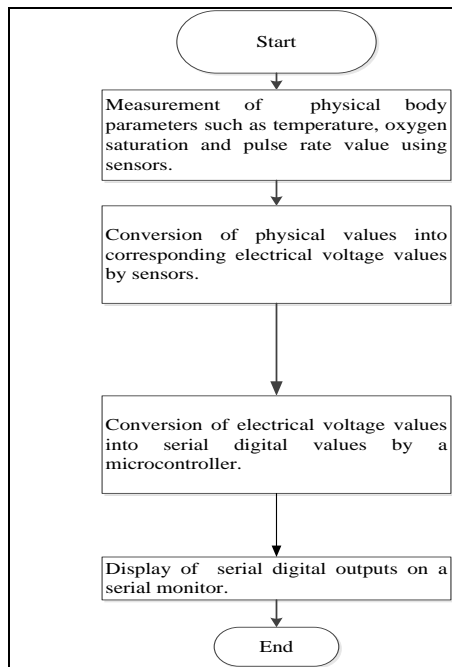 Start
Measurement of physical body
parameters such as temperature, oxygen
saturation and pulse rate value using
sensors.
Conversion of physical values into
corresponding electrical voltage values
by sensors.
Conversion of electrical voltage values
into serial digital values by a
microcontroller.
Display of serial digital outputs on a
serial monitor.
End